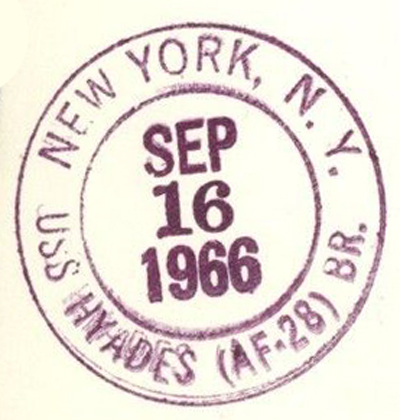 NEW YORK, N. Y.
SEP
16
1966
USS HYADES (AF-28) BR.